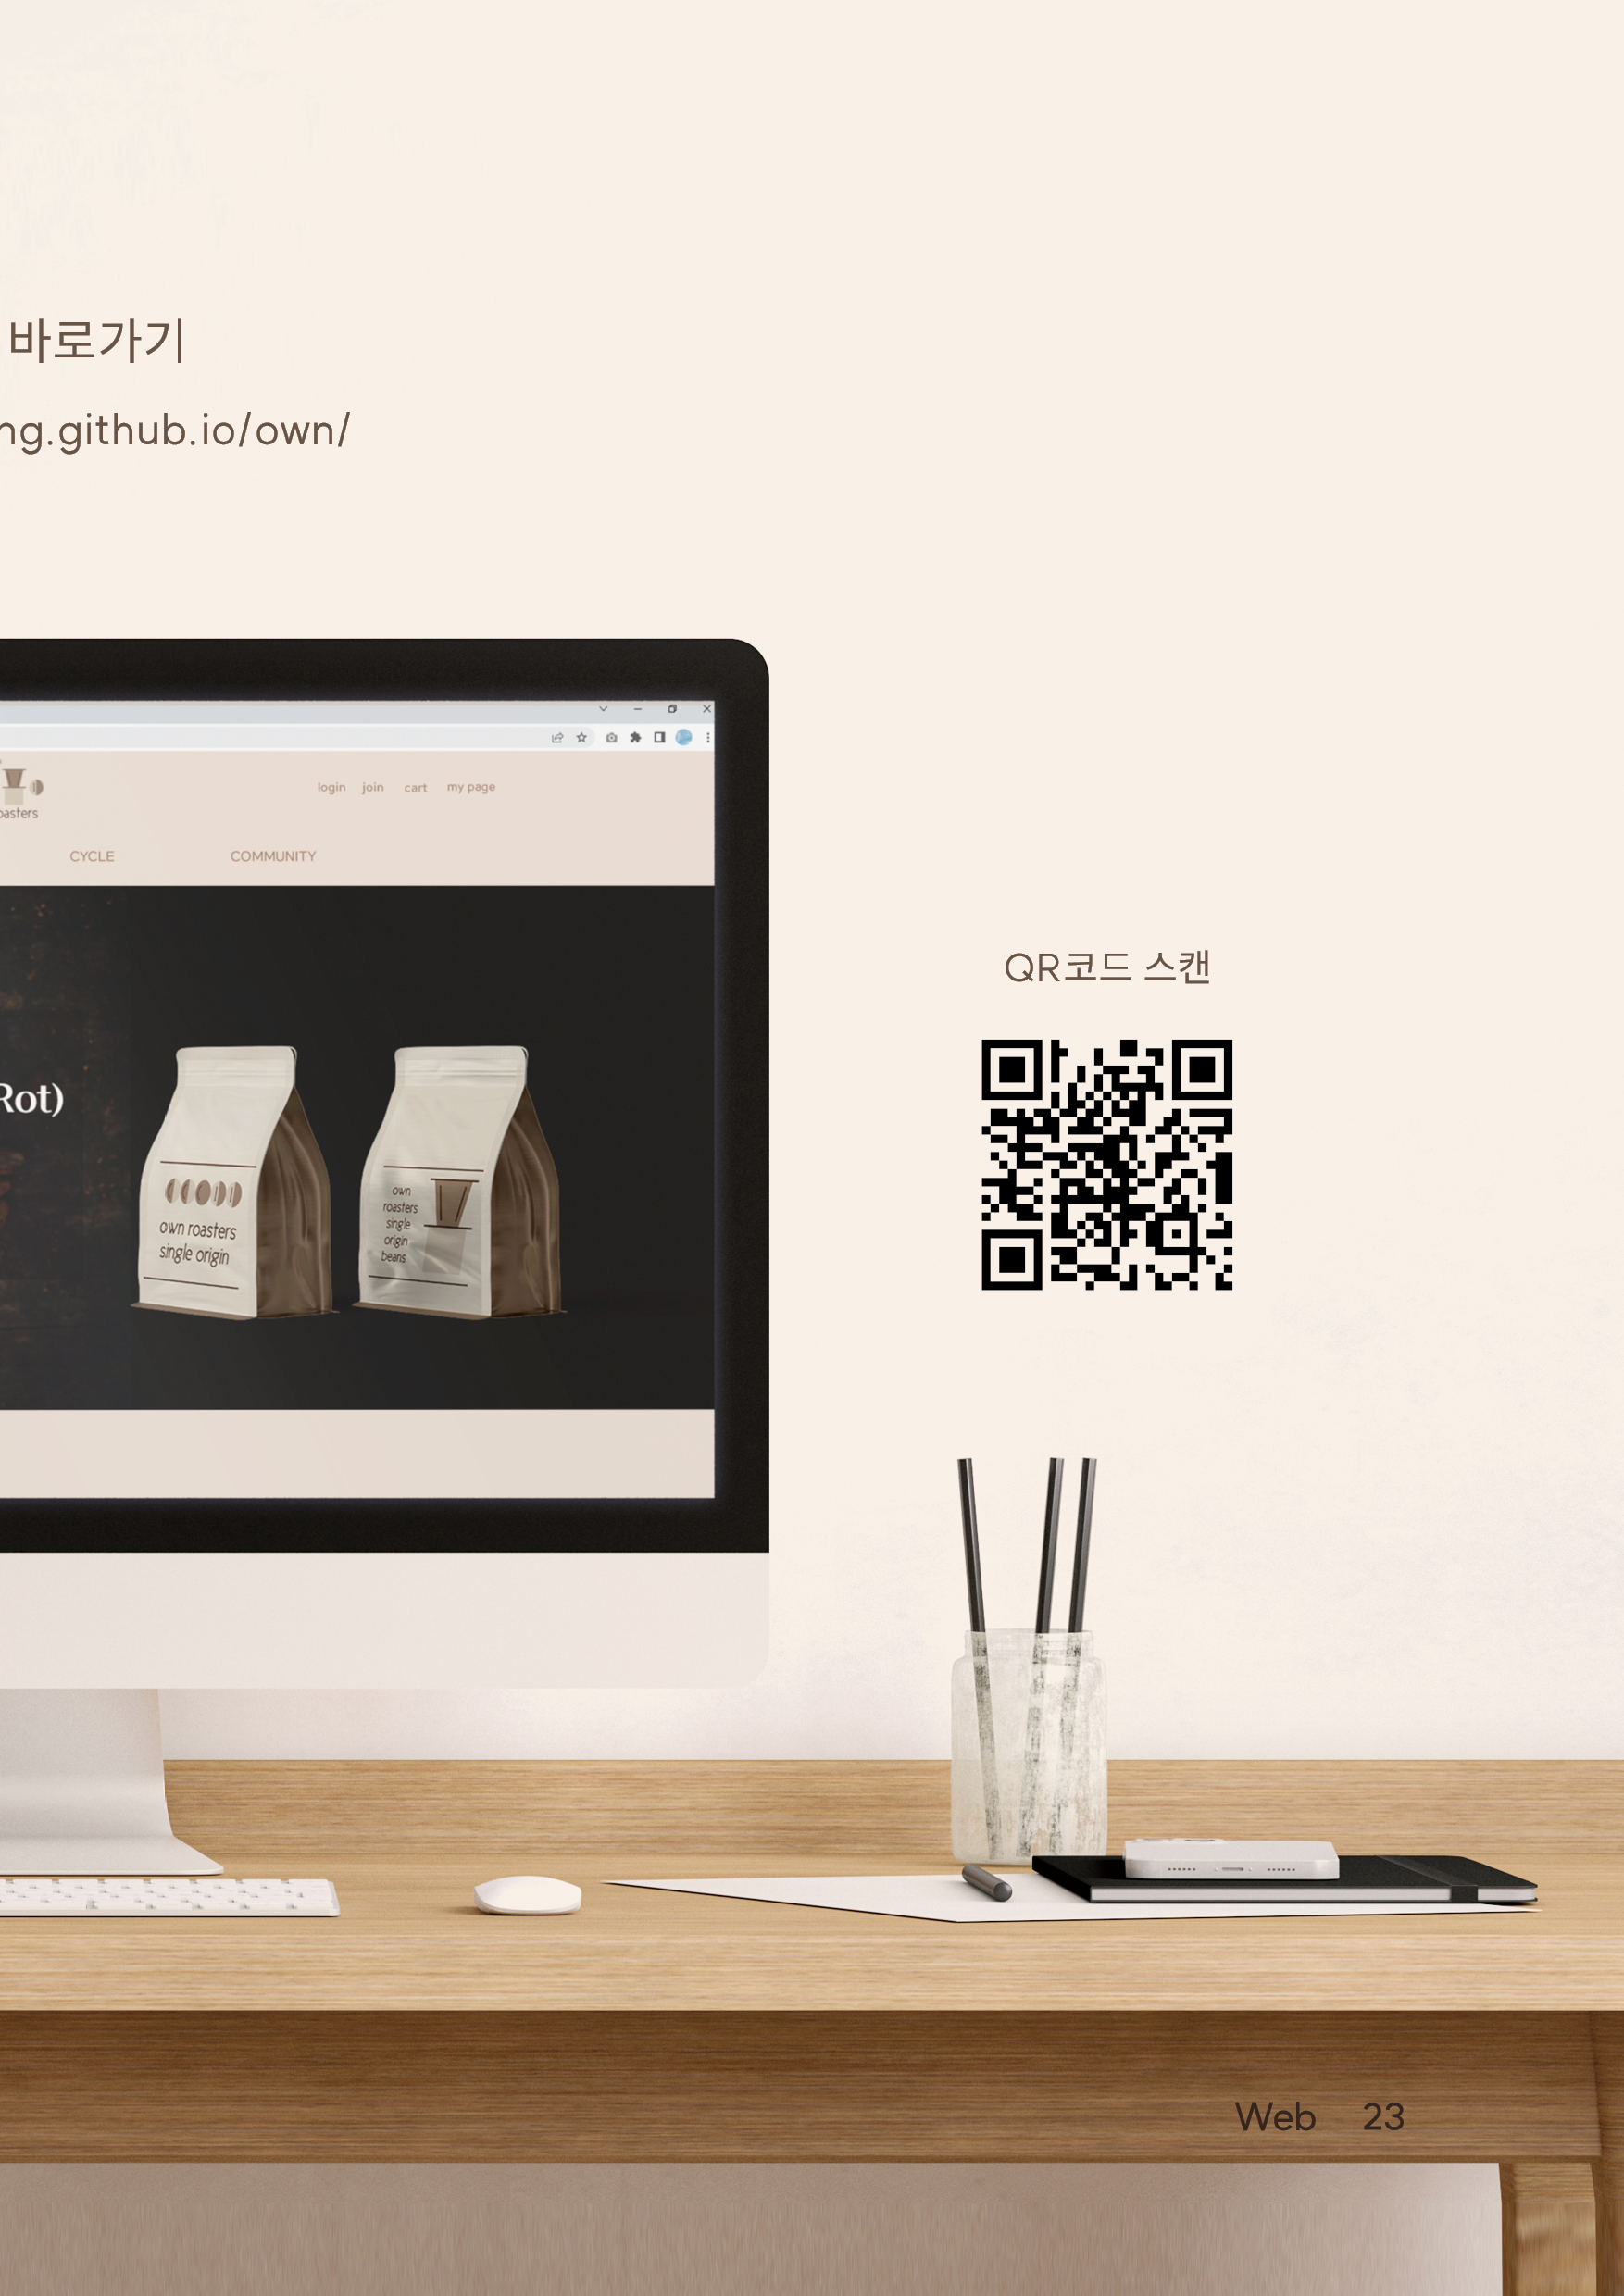 바로가기
ng.github.io/own/
login join cart my page
oasters
CYCLE COMMUNITY
QR코드 스캔
Rot)
own roasters
single origin
own
roasters
single
origin
beans
Web 23